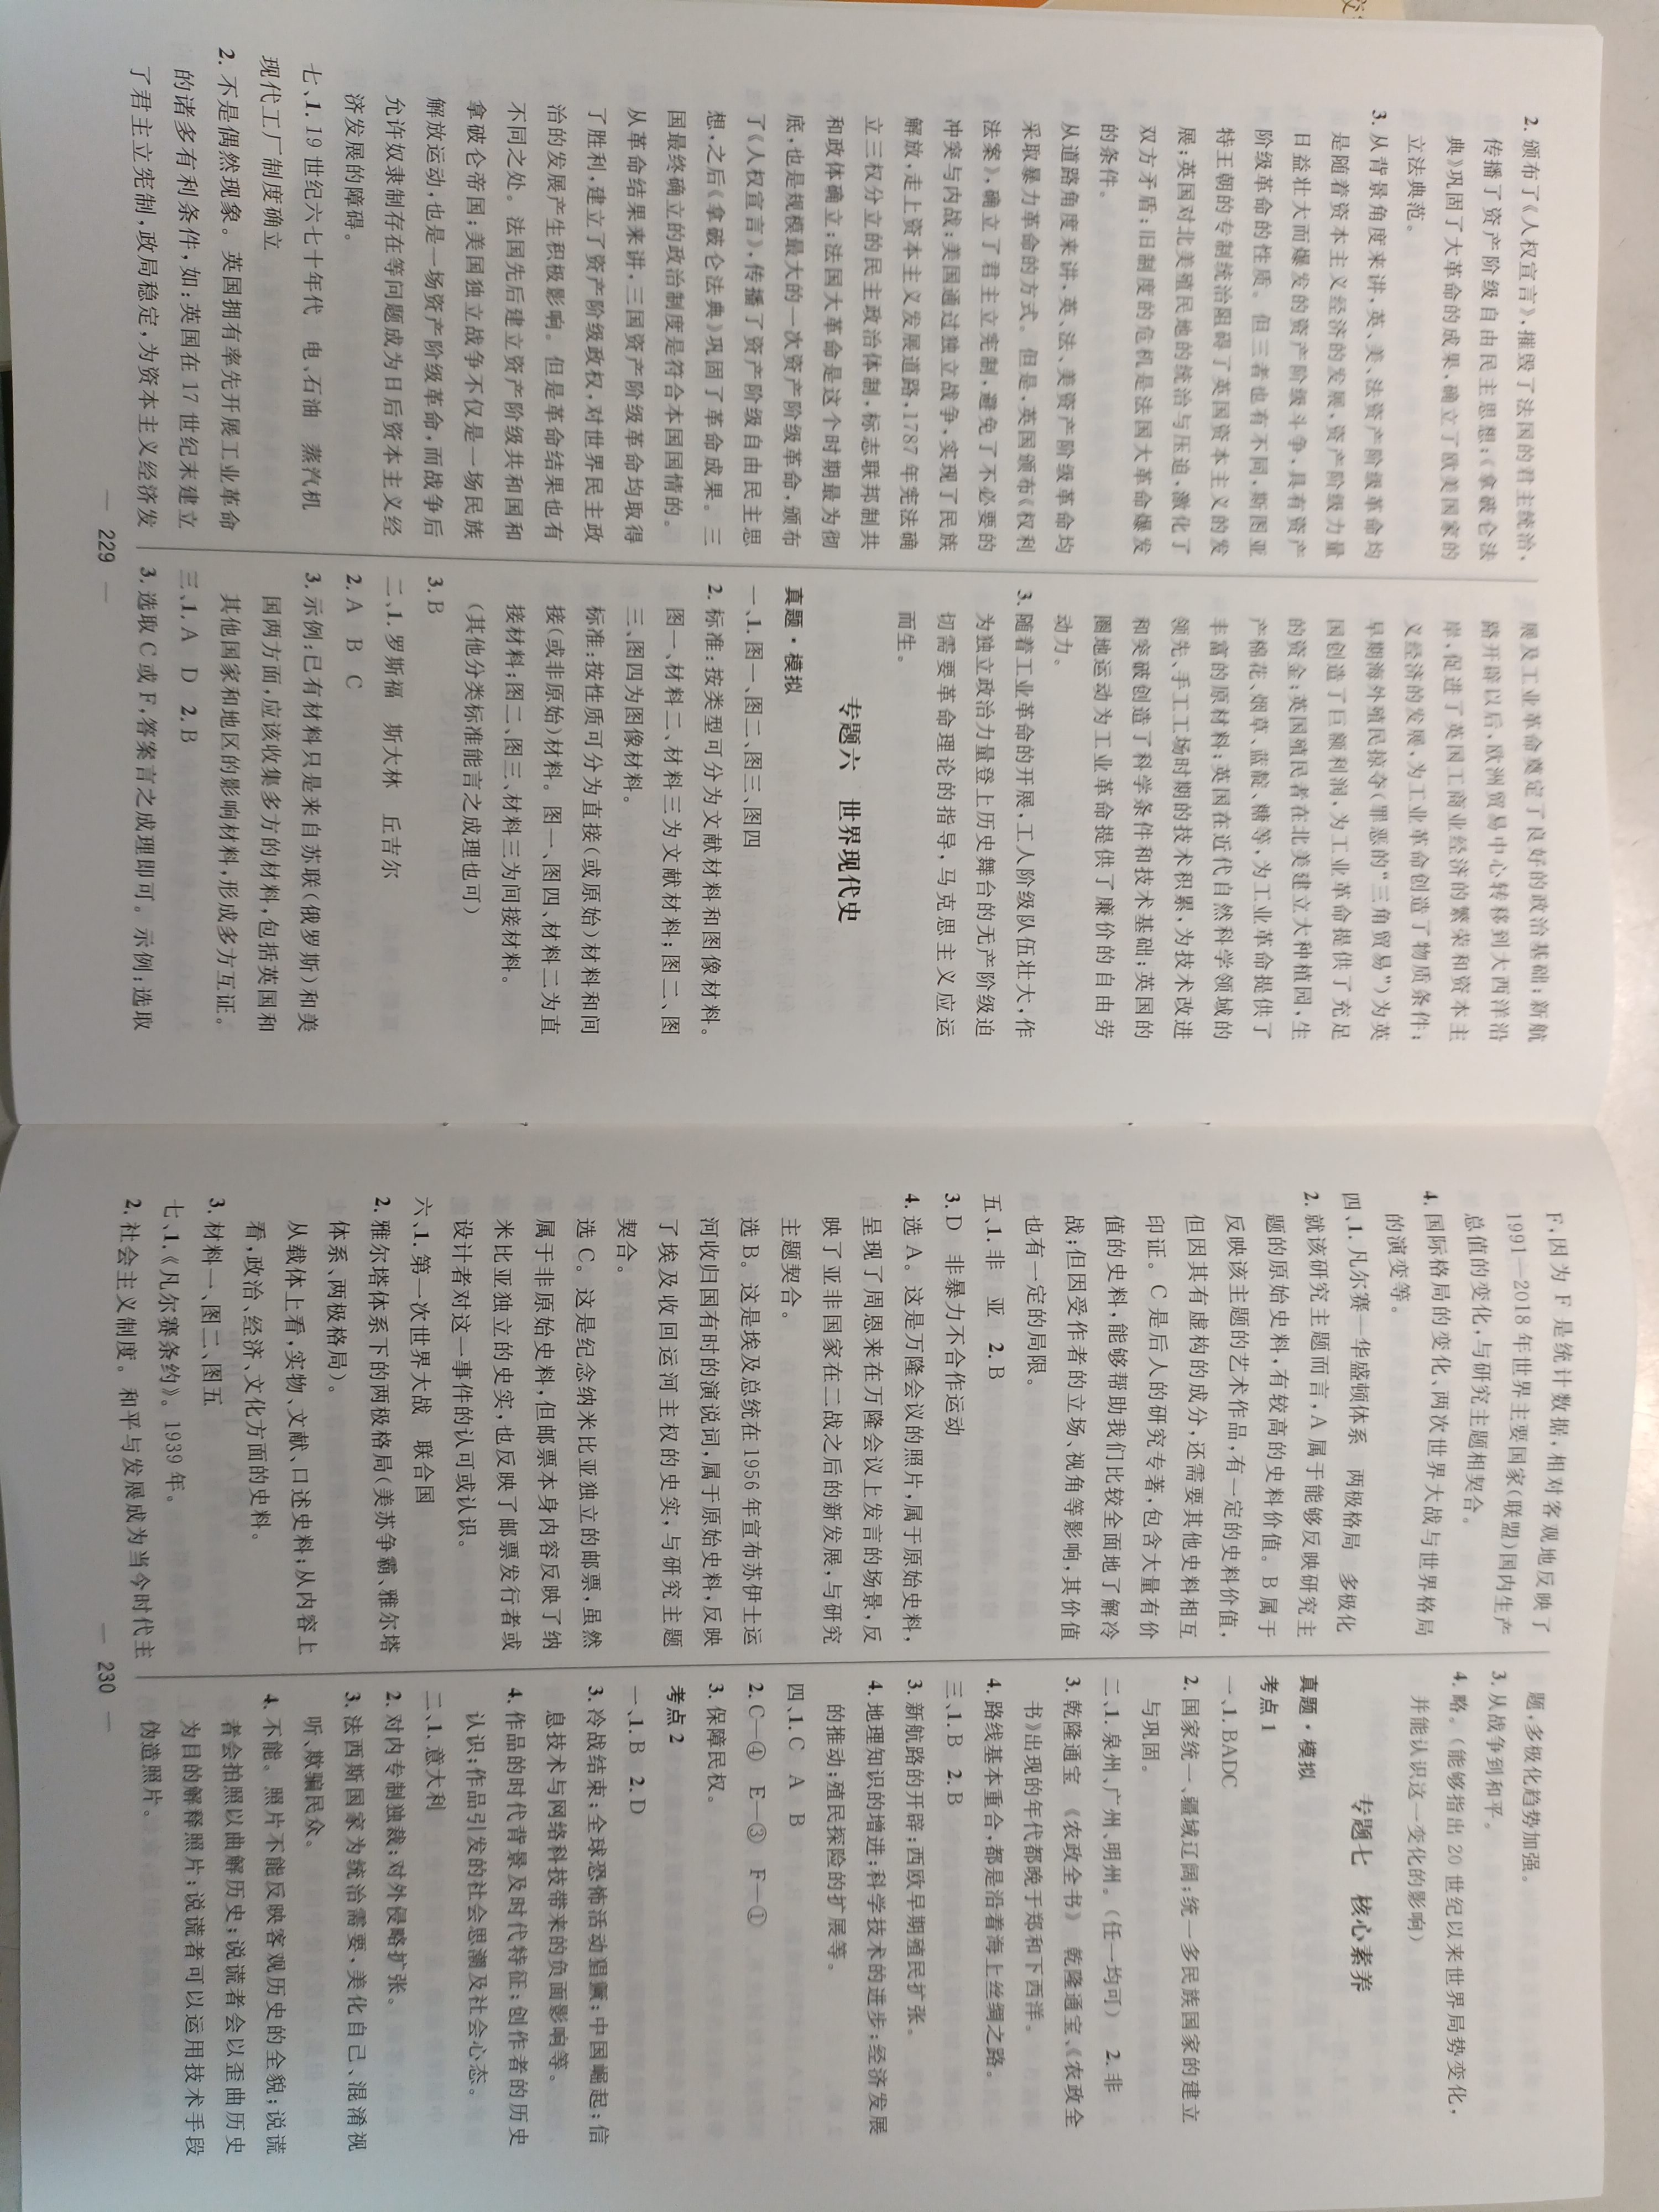 2. 颁布了《人权宣言》,摧毁了法国的君主统治,
传播了资产阶级自由民主思想;《拿破仑法
典》巩固了大革命的成果,确立了欧美国家的
立法典范。
3. 从背景角度来讲,英、美、法资产阶级革命均
是随着资本主义经济的发展,资产阶级力量
日益壮大而爆发的资产阶级斗争,具有资产
阶级革命的性质。但三者也有不同,斯图亚
特王朝的专制统治阻碍了英国资本主义的发
展;英国对北美殖民地的统治与压迫,激化了
双方矛盾;旧制度的危机是法国大革命爆发
的条件。
从道路角度来讲,英、法、美资产阶级革命均
采取暴力革命的方式。但是,英国颁布《权利
法案》,确立了君主立宪制,避免了不必要的
冲突与内战;美国通过独立战争,实现了民族
解放,走上资本主义发展道路,1787年宪法确
立三权分立的民主政治体制,标志联邦制共
和政体确立;法国大革命是这个时期最为彻
底,也是规模最大的一次资产阶级革命,颁布
了《人权宣言》,传播了资产阶级自由民主思
想,之后《拿破仑法典》巩固了革命成果。三
国最终确立的政治制度是符合本国国情的。
从革命结果来讲,三国资产阶级革命均取得
了胜利,建立了资产阶级政权,对世界民主政
治的发展产生积极影响。但是革命结果也有
不同之处。法国先后建立资产阶级共和国和
拿破仑帝国;美国独立战争不仅是一场民族
解放运动,也是一场资产阶级革命,而战争后
允许奴隶制存在等问题成为日后资本主义经
济发展的障碍。
七、1. 19世纪六七十年代 电、石油 蒸汽机
现代工厂制度确立
2. 不是偶然现象。英国拥有率先开展工业革命
的诸多有利条件,如:英国在17世纪末建立
了君主立宪制,政局稳定,为资本主义经济发
展及工业革命奠定了良好的政治基础;新航
路开辟以后,欧洲贸易中心转移到大西洋沿
岸,促进了英国工商业经济的繁荣和资本主
义经济的发展,为工业革命创造了物质条件;
早期海外殖民掠夺(罪恶的“三角贸易”)为英
国创造了巨额利润,为工业革命提供了充足
的资金;英国殖民者在北美建立大种植园,生
产棉花、烟草、蓝靛、糖等,为工业革命提供了
丰富的原材料;英国在近代自然科学领域的
领先、手工工场时期的技术积累,为技术改进
和突破创造了科学条件和技术基础;英国的
圈地运动为工业革命提供了廉价的自由劳
动力。
3. 随着工业革命的开展,工人阶级队伍壮大,作
为独立政治力量登上历史舞台的无产阶级迫
切需要革命理论的指导,马克思主义应运
而生。
专题六 世界现代史
真题·模拟
一、1. 图一、图二、图三、图四
2. 标准:按类型可分为文献材料和图像材料。
图一、材料二、材料三为文献材料;图二、图
三、图四为图像材料。
标准:按性质可分为直接(或原始)材料和间
接(或非原始)材料。图一、图四、材料二为直
接材料;图二、图三、材料三为间接材料。
(其他分类标准能言之成理也可)
3. B
二、1. 罗斯福 斯大林 丘吉尔
2. A B C
3. 示例:已有材料只是来自苏联(俄罗斯)和美
国两方面,应该收集多方的材料,包括英国和
其他国家和地区的影响材料,形成多方互证。
三、1. A D 2. B
3. 选取C或F,答案言之成理即可。示例:选取
— 229 —
F,因为F是统计数据,相对客观地反映了
1991—2018年世界主要国家(联盟)国内生产
总值的变化,与研究主题相契合。
4. 国际格局的变化、两次世界大战与世界格局
的演变等。
四、1. 凡尔赛—华盛顿体系 两极格局 多极化
2. 就该研究主题而言,A属于能够反映研究主
题的原始史料,有较高的史料价值。B属于
反映该主题的艺术作品,有一定的史料价值,
但因其有虚构的成分,还需要其他史料相互
印证。C是后人的研究专著,包含大量有价
值的史料,能够帮助我们比较全面地了解冷
战;但因受作者的立场、视角等影响,其价值
也有一定的局限。
五、1. 非 亚 2. B
3. D 非暴力不合作运动
4. 选A。这是万隆会议的照片,属于原始史料,
呈现了周恩来在万隆会议上发言的场景,反
映了亚非国家在二战之后的新发展,与研究
主题契合。
选B。这是埃及总统在1956年宣布苏伊士运
河收归国有时的演说词,属于原始史料,反映
了埃及收回运河主权的史实,与研究主题
契合。
选C。这是纪念纳米比亚独立的邮票,虽然
属于非原始史料,但邮票本身内容反映了纳
米比亚独立的史实,也反映了邮票发行者或
设计者对这一事件的认可或认识。
六、1. 第一次世界大战 联合国
2. 雅尔塔体系下的两极格局(美苏争霸、雅尔塔
体系、两极格局)。
从载体上看,实物、文献、口述史料;从内容上
看,政治、经济、文化方面的史料。
3. 材料一、图二、图五
七、1.《凡尔赛条约》。1939年。
2. 社会主义制度。和平与发展成为当今时代主
题,多极化趋势加强。
3. 从战争到和平。
4. 略。(能够指出20世纪以来世界局势变化,
并能认识这一变化的影响)
专题七 核心素养
真题·模拟
考点1
一、1. BADC
2. 国家统一、疆域辽阔;统一多民族国家的建立
与巩固。
二、1. 泉州、广州、明州。(任一均可) 2. 非
3. 乾隆通宝 《农政全书》 乾隆通宝、《农政全
书》出现的年代都晚于郑和下西洋。
4. 路线基本重合,都是沿着海上丝绸之路。
三、1. B 2. B
3. 新航路的开辟;西欧早期殖民扩张。
4. 地理知识的增进;科学技术的进步;经济发展
的推动;殖民探险的扩展等。
四、1. C A B
2. C—④ E—③ F—①
3. 保障民权。
考点2
一、1. B 2. D
3. 冷战结束;全球恐怖活动猖獗;中国崛起;信
息技术与网络科技带来的负面影响等。
4. 作品的时代背景及时代特征;创作者的历史
认识;作品引发的社会思潮及社会心态。
二、1. 意大利
2. 对内专制独裁;对外侵略扩张。
3. 法西斯国家为统治需要,美化自己、混淆视
听、欺骗民众。
4. 不能。照片不能反映客观历史的全貌;说谎
者会拍照以曲解历史;说谎者会以歪曲历史
为目的解释照片;说谎者可以运用技术手段
伪造照片。
— 230 —